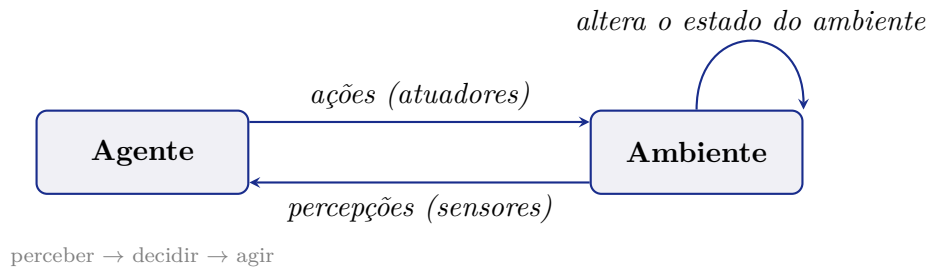 altera o estado do ambiente
ações (atuadores)
Agente
Ambiente
percepções (sensores)
perceber → decidir → agir